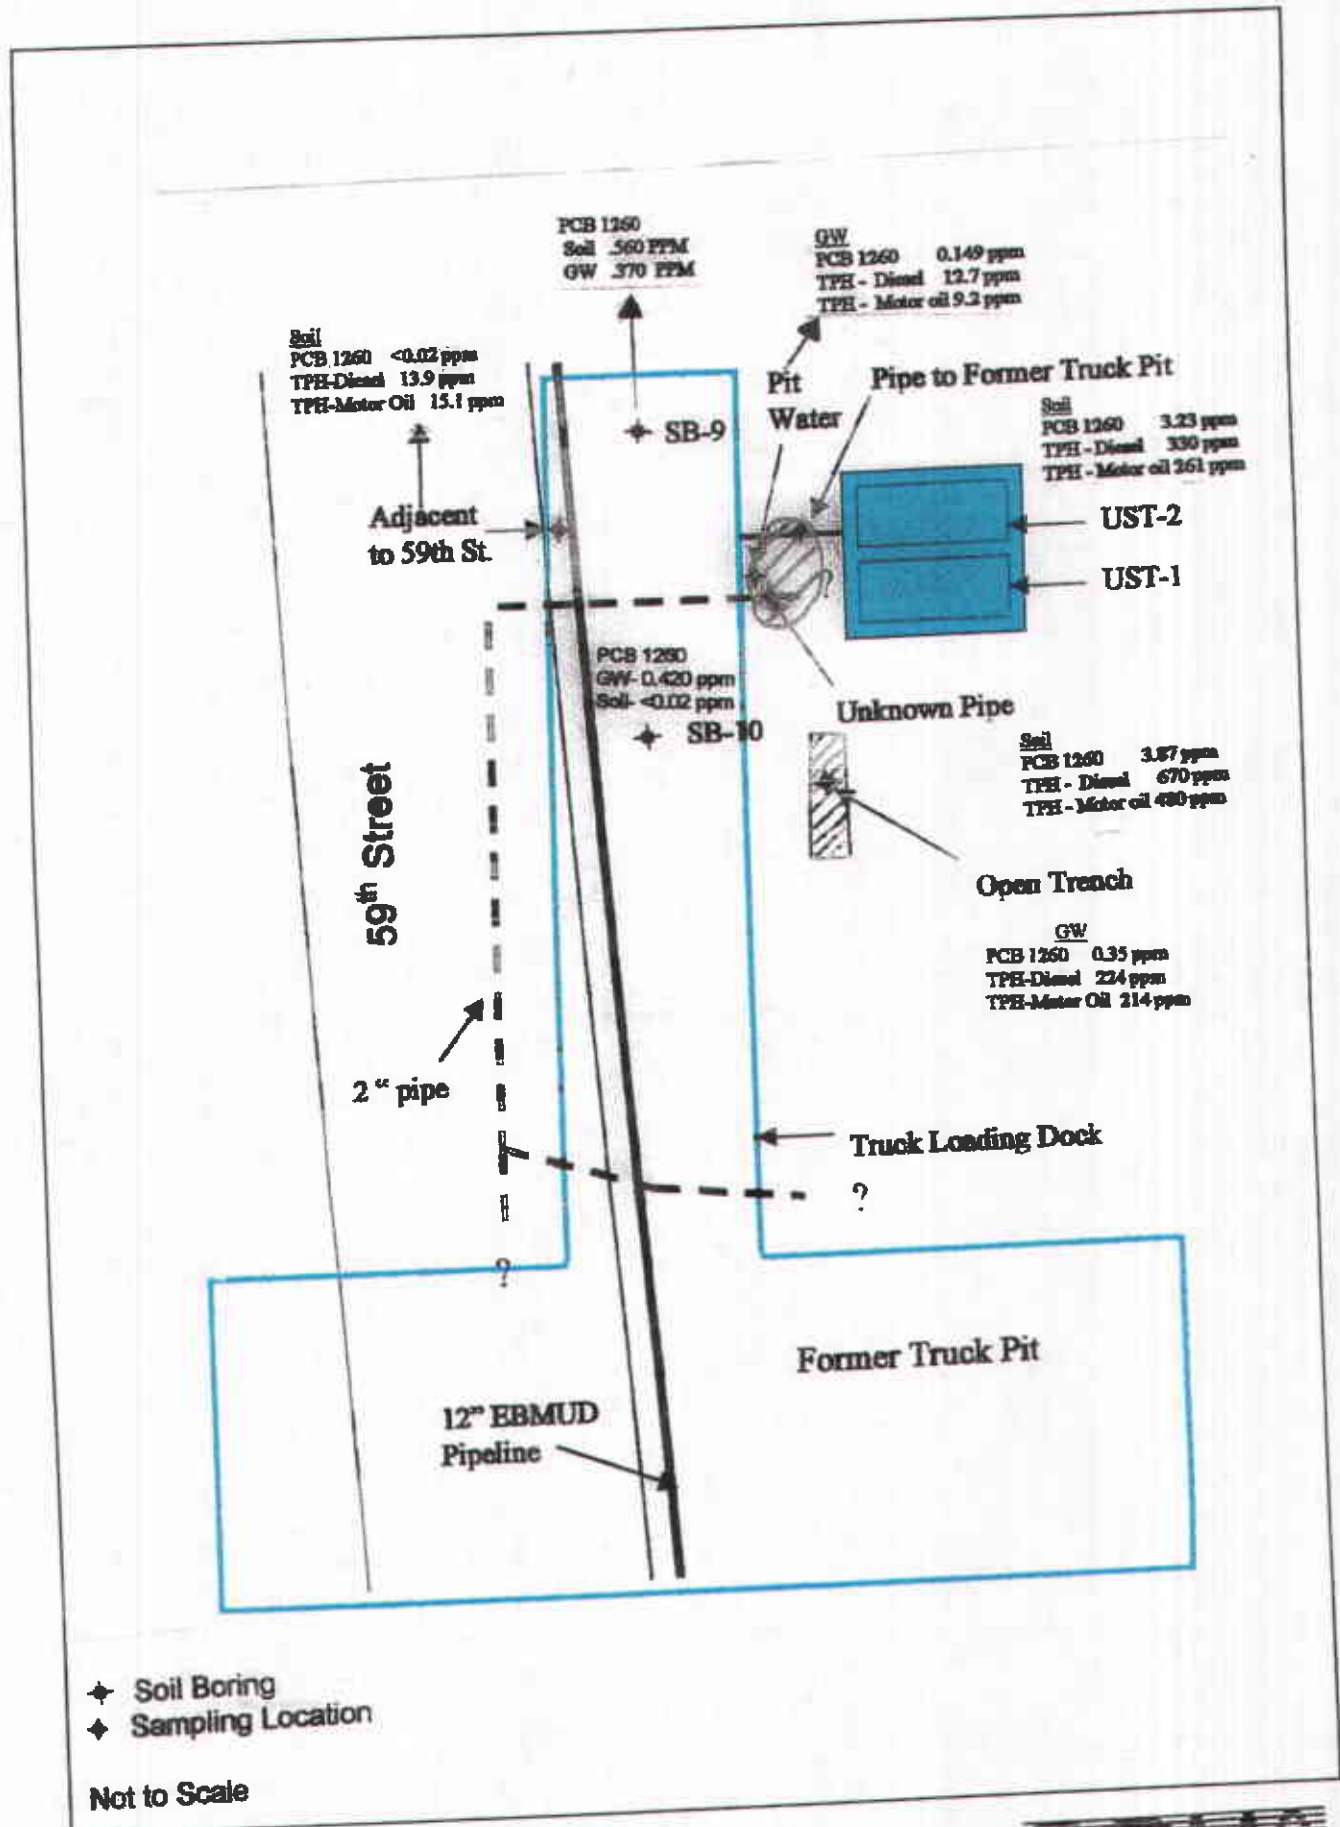 PCB 1260
Soil .560 PPM
GW .370 PPM
GW
PCB 1260 0.149 ppm
TPH - Diesel 12.7 ppm
TPH - Motor oil 9.2 ppm
Soil
PCB 1260 <0.02 ppm
TPH-Diesel 13.9 ppm
TPH-Motor Oil 15.1 ppm
Pit
Water
Pipe to Former Truck Pit
Soil
PCB 1260 3.23 ppm
TPH - Diesel 330 ppm
TPH - Motor oil 261 ppm
SB-9
Adjacent
to 59th St.
UST-2
?
UST-1
PCB 1260
GW- 0.420 ppm
Soil- <0.02 ppm
SB-10
Unknown Pipe
Soil
PCB 1260 3.87 ppm
TPH - Diesel 670 ppm
TPH - Motor oil 480 ppm
59th Street
Open Trench
GW
PCB 1260 0.35 ppm
TPH-Diesel 224 ppm
TPH-Motor Oil 214 ppm
2 “ pipe
Truck Loading Dock
?
?
Former Truck Pit
12” EBMUD
Pipeline
Soil Boring
Sampling Location
Not to Scale